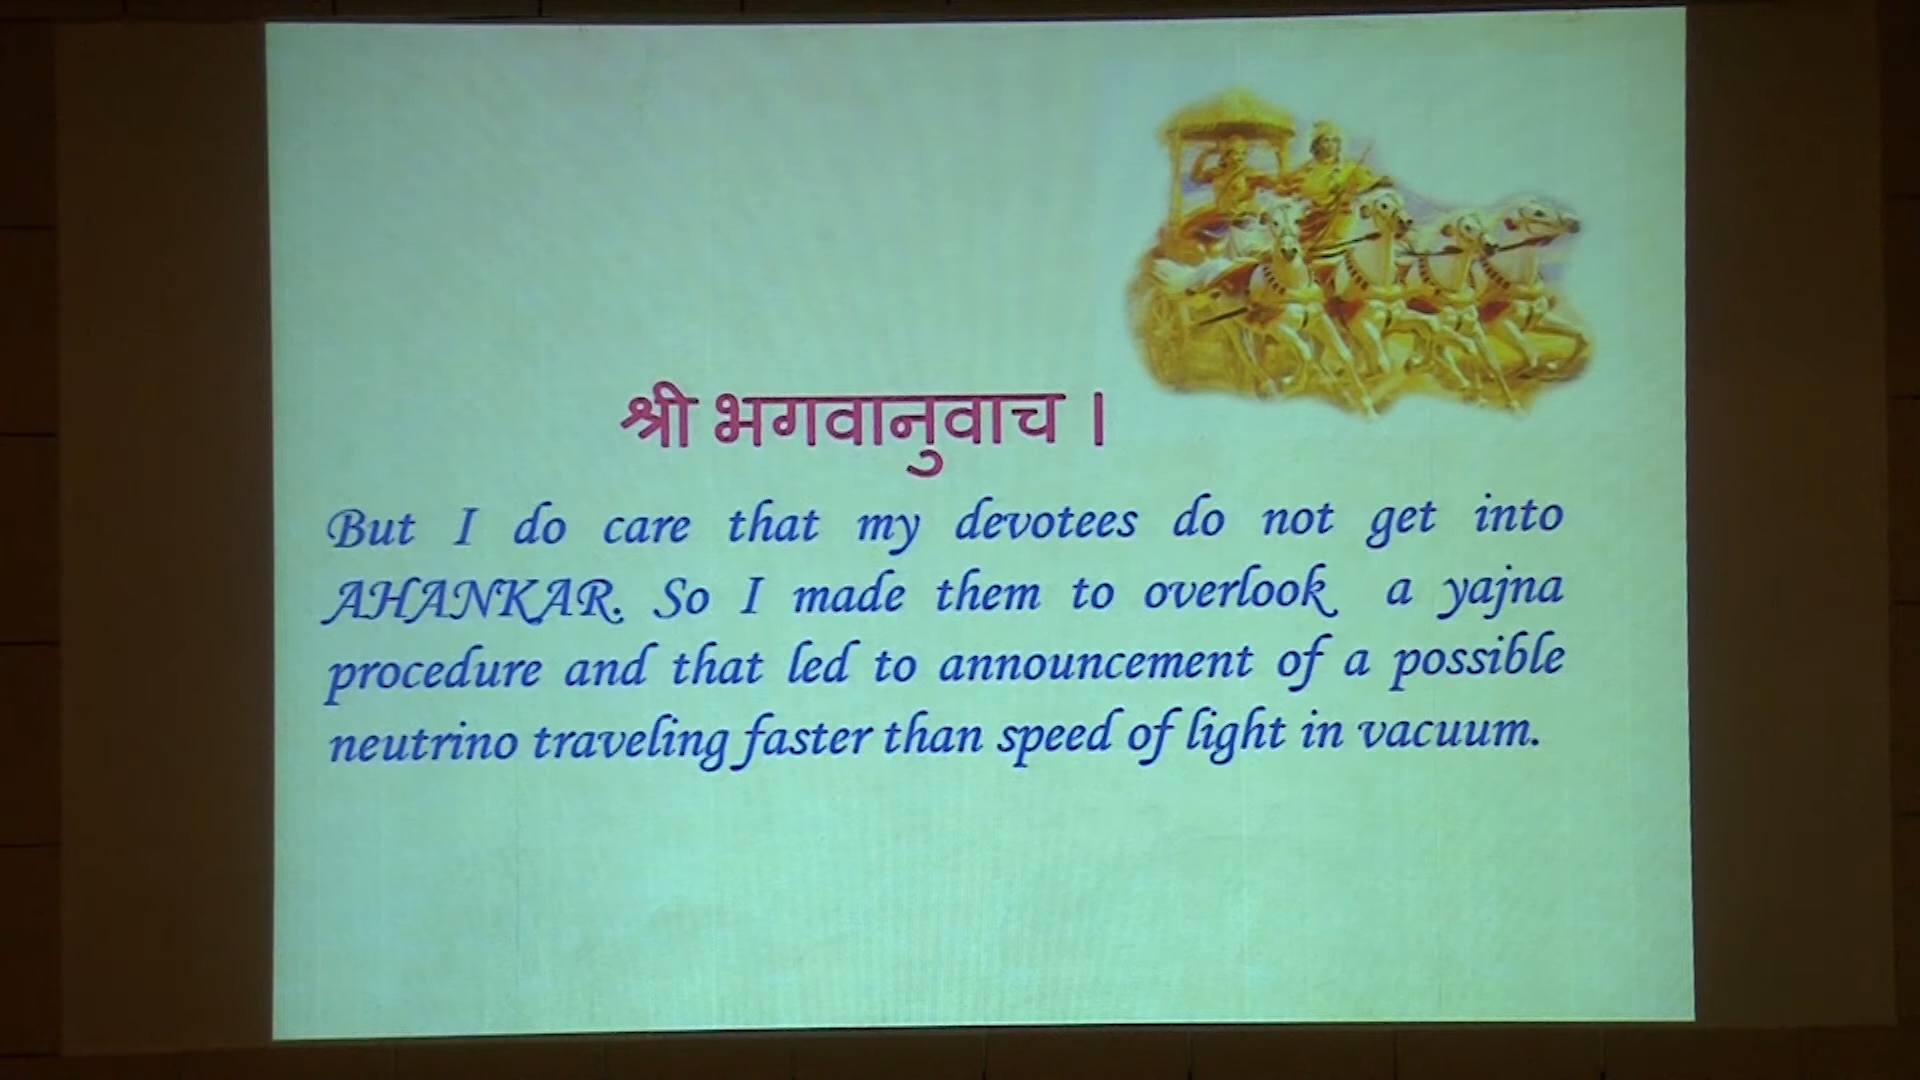 श्री भगवानुवाच ।
But I do care that my devotees do not get into
AHANKAR. So I made them to overlook a yajna
procedure and that led to announcement of a possible
neutrino traveling faster than speed of light in vacuum.